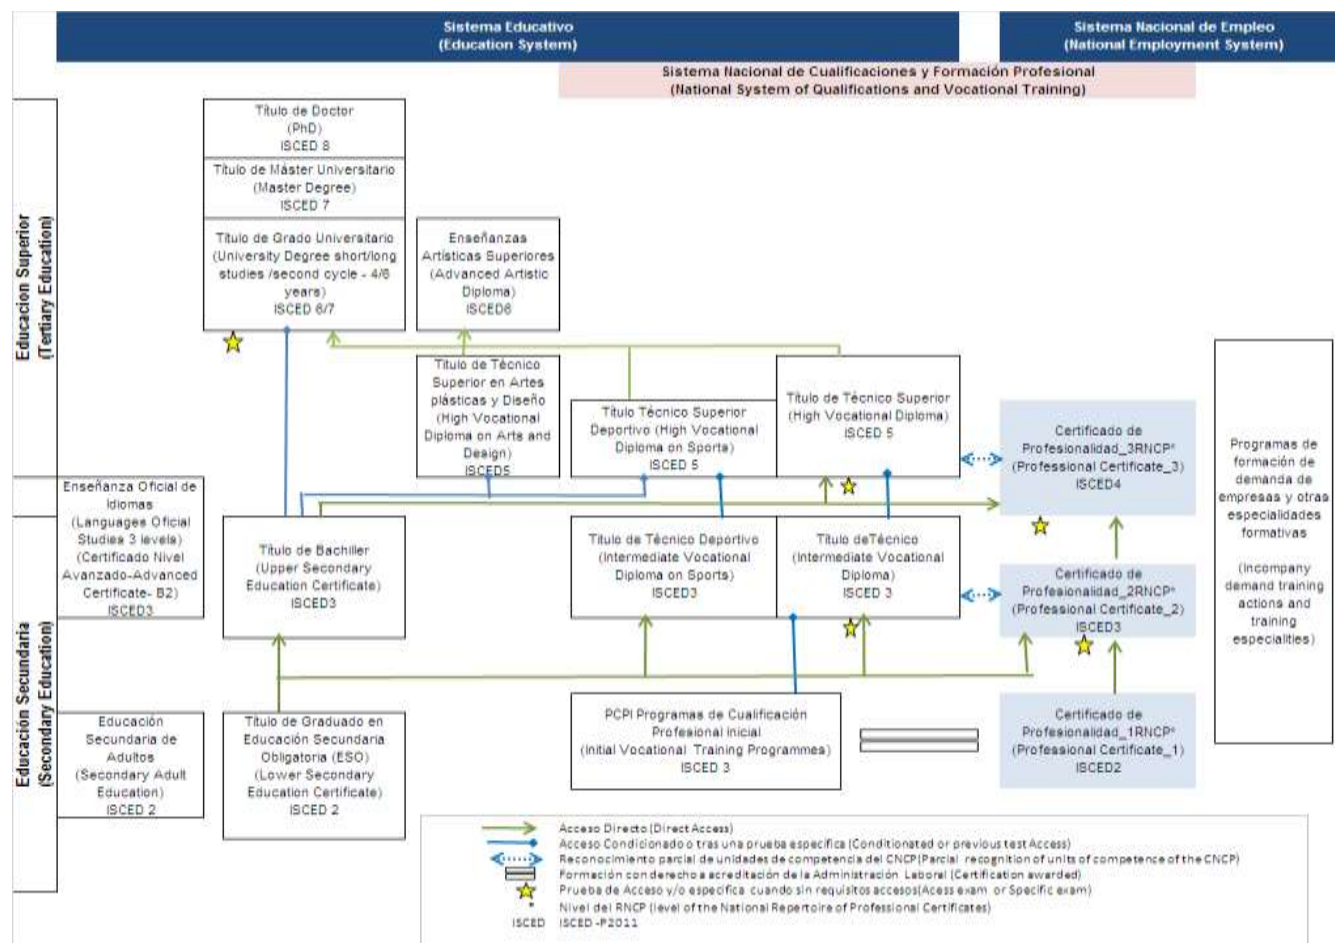 Sistema Educativo
(Education System)
Sistema Nacional de Empleo
(National Employment System)
Sistema Nacional de Cualificaciones y Formación Profesional
(National System of Qualifications and Vocational Training)
Educacion Superior
(Tertiary Education)
Título de Doctor
(PhD)
ISCED 8
Título de Máster Universitario
(Master Degree)
ISCED 7
Título de Grado Universitario
(University Degree short/long
studies /second cycle - 4/6
years)
ISCED 6/7
Enseñanzas
Artísticas Superiores
(Advanced Artistic
Diploma)
ISCED6
Título de Técnico
Superior en Artes
plásticas y Diseño
(High Vocational
Diploma on Arts and
Design)
ISCED5
Título Técnico Superior
Deportivo (High Vocational
Diploma on Sports)
ISCED 5
Título de Técnico Superior
(High Vocational Diploma)
ISCED 5
Certificado de
Profesionalidad_3RNCP*
(Professional Certificate_3)
ISCED4
Programas de
formación de
demanda de
empresas y otras
especialidades
formativas
(Incompany
demand training
actions and
training
especialities)
Educación Secundaria
(Secondary Education)
Enseñanza Oficial de
Idiomas
(Languages Oficial
Studies 3 levels)
(Certificado Nivel
Avanzado-Advanced
Certificate- B2)
ISCED3
Título de Bachiller
(Upper Secondary
Education Certificate)
ISCED3
Título de Técnico Deportivo
(Intermediate Vocational
Diploma on Sports)
ISCED3
Título deTécnico
(Intermediate Vocational
Diploma)
ISCED 3
Certificado de
Profesionalidad_2RNCP*
(Professional Certificate_2)
ISCED3
Educación
Secundaria de
Adultos
(Secondary Adult
Education)
ISCED 2
Título de Graduado en
Educación Secundaria
Obligatoria (ESO)
(Lower Secondary
Education Certificate)
ISCED 2
PCPI Programas de Cualificación
Profesional Inicial
(Initial Vocational Training Programmes)
ISCED 3
Certificado de
Profesionalidad_1RNCP*
(Professional Certificate_1)
ISCED2
Acceso Directo (Direct Access)
Acceso Condicionado o tras una prueba específica (Conditionated or previous test Access)
Reconocimiento parcial de unidades de competencia del CNCP(Parcial recognition of units of competence of the CNCP)
Formación con derecho a acreditación de la Administración Laboral (Certification awarded)
Prueba de Acceso y/o especifica cuando sin requisitos accesos(Acess exam or Specific exam)
* Nivel del RNCP (level of the National Repertoire of Professional Certificates)
ISCED ISCED -P2011